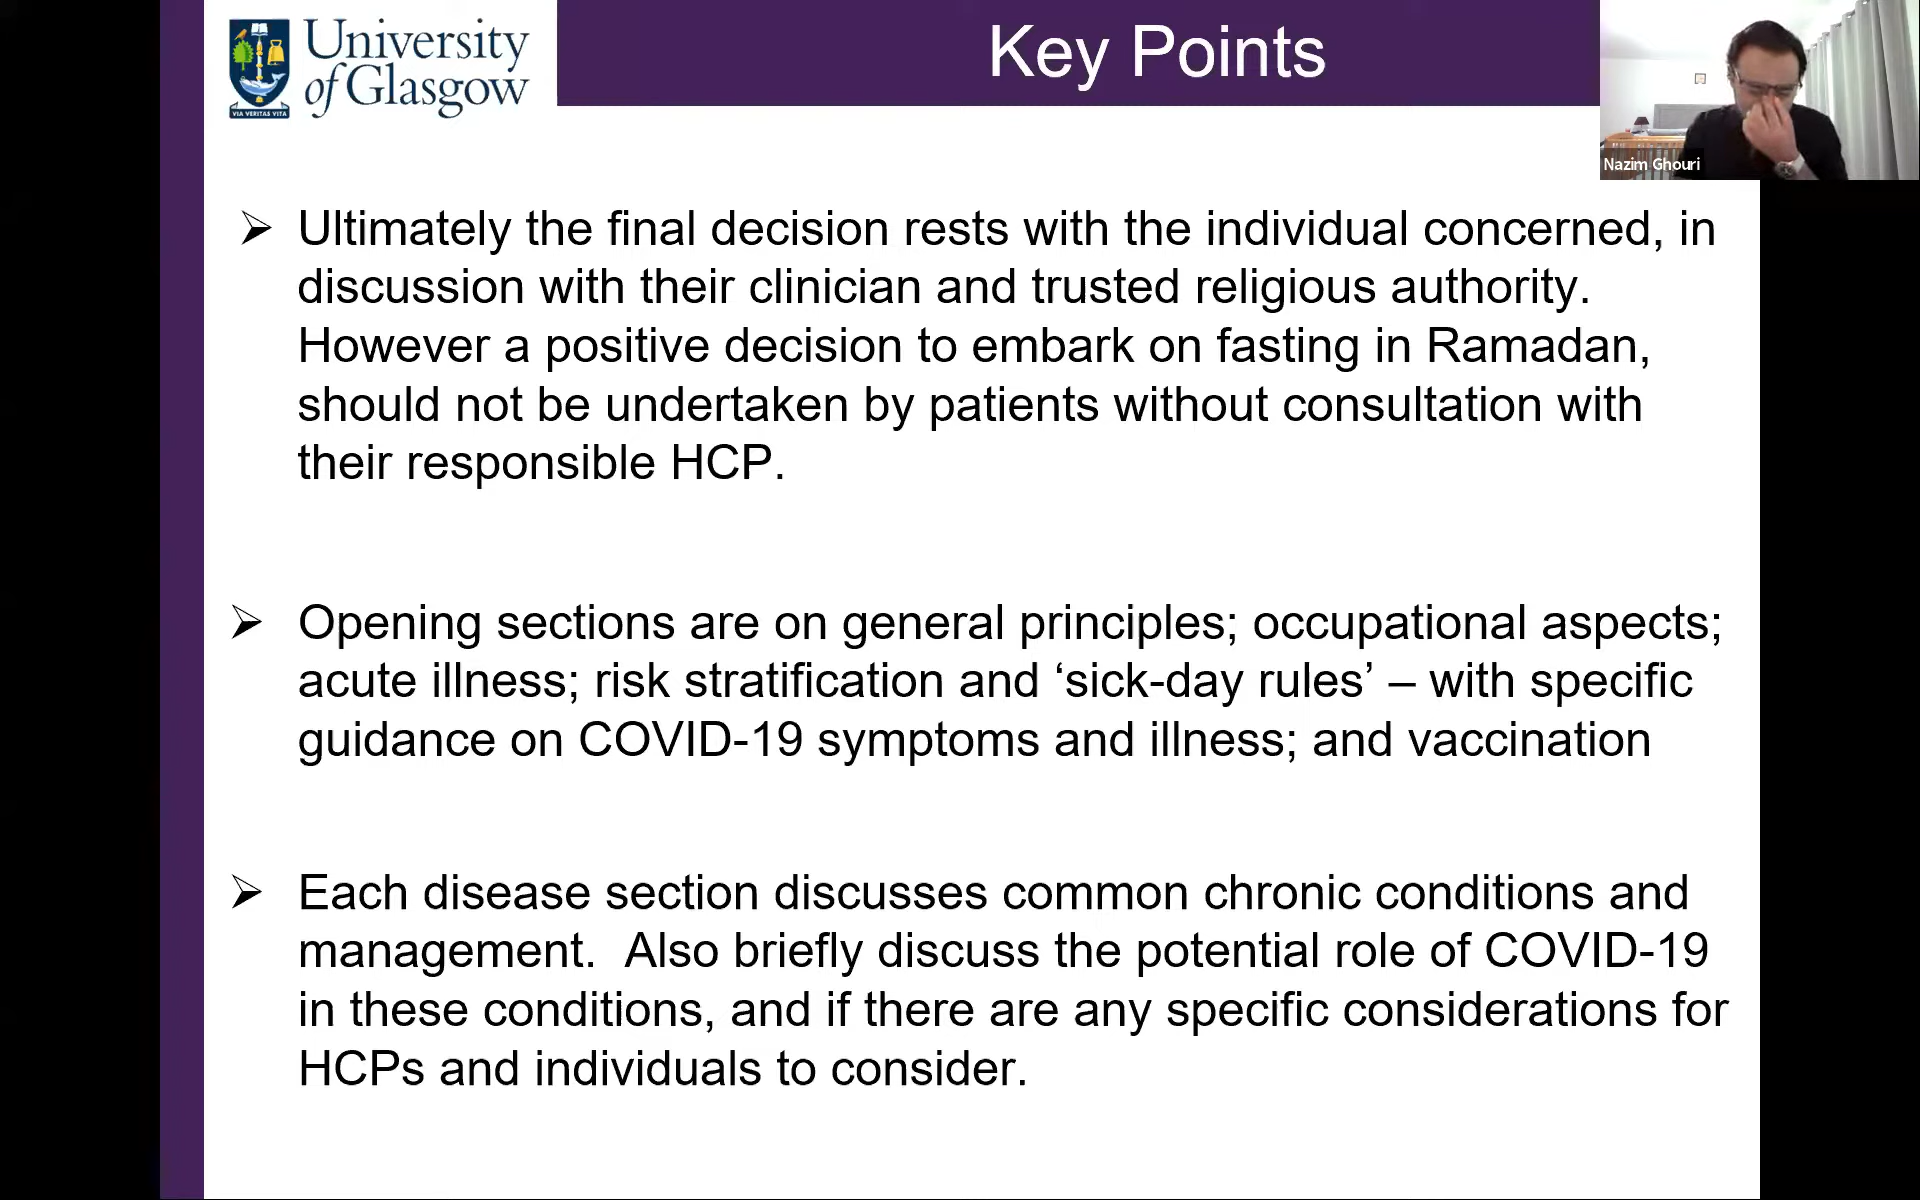 University
of Glasgow
VIA VERITAS VITA
Key Points
Nazim Ghouri
➢ Ultimately the final decision rests with the individual concerned, in
discussion with their clinician and trusted religious authority.
However a positive decision to embark on fasting in Ramadan,
should not be undertaken by patients without consultation with
their responsible HCP.
➢ Opening sections are on general principles; occupational aspects;
acute illness; risk stratification and ‘sick-day rules’ – with specific
guidance on COVID-19 symptoms and illness; and vaccination
➢ Each disease section discusses common chronic conditions and
management.  Also briefly discuss the potential role of COVID-19
in these conditions, and if there are any specific considerations for
HCPs and individuals to consider.